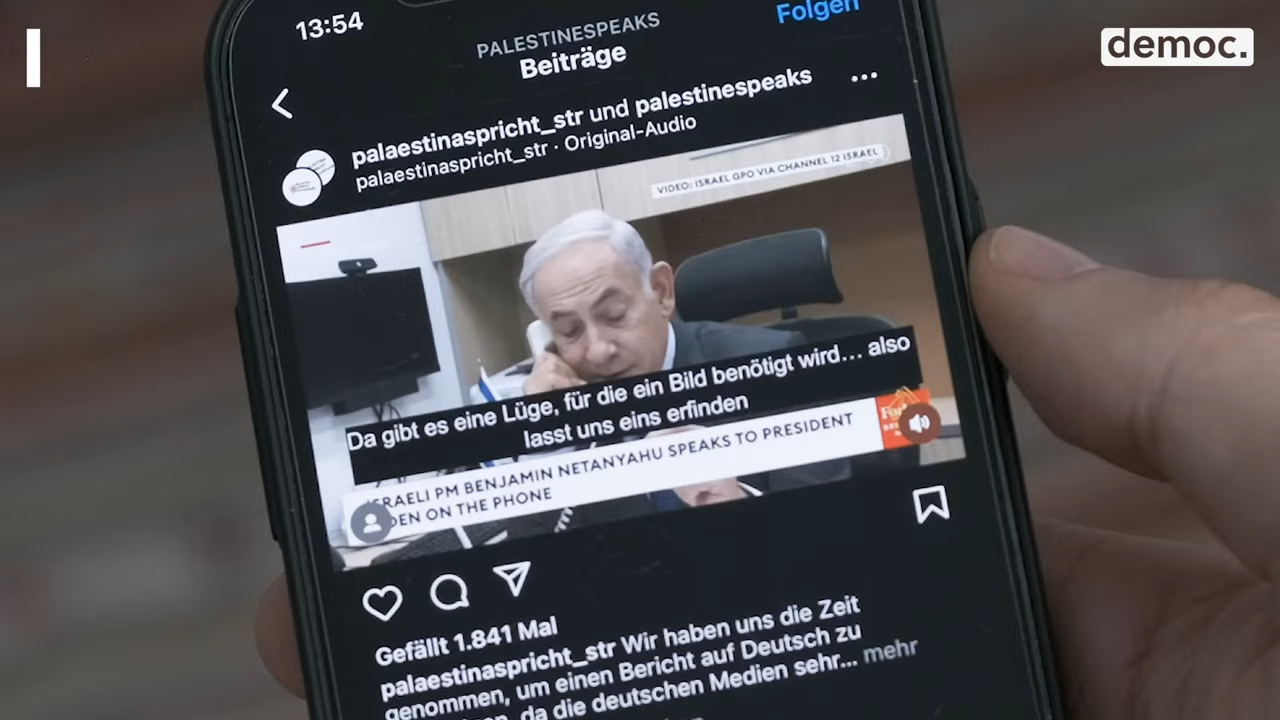 democ.
13:54
PALESTINESPEAKS
Folgen
Beiträge
palaestinaspricht_str und palestinespeaks
palaestinaspricht_str · Original-Audio
VIDEO: ISRAEL GPO VIA CHANNEL 12 ISRAEL
Da gibt es eine Lüge, für die ein Bild benötigt wird... also
lasst uns eins erfinden
ISRAELI PM BENJAMIN NETANYAHU SPEAKS TO PRESIDENT
ON THE PHONE
Gefällt 1.841 Mal
palaestinaspricht_str Wir haben uns die Zeit
genommen, um einen Bericht auf Deutsch zu
da die deutschen Medien sehr... mehr